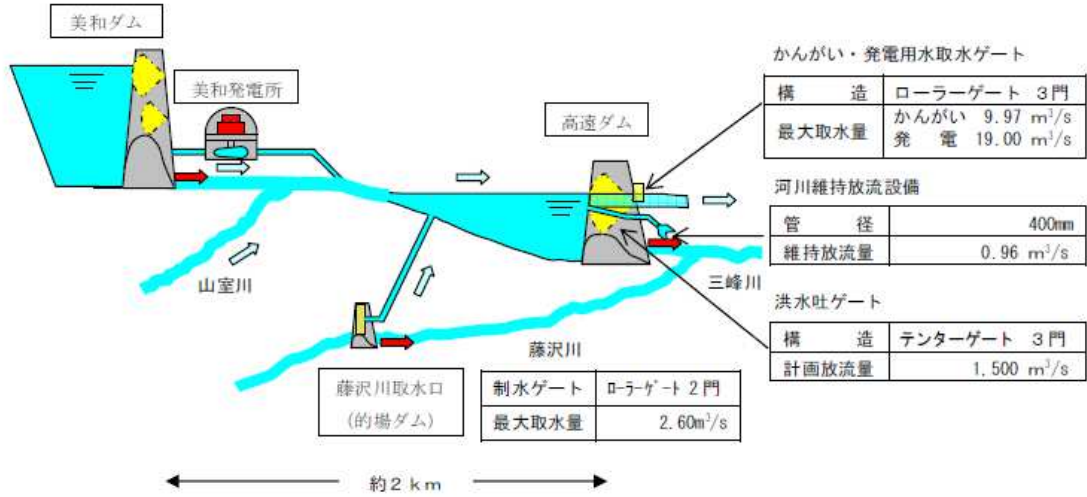 美和ダム
美和発電所
高遠ダム
かんがい・発電用水取水ゲート
構 造 ローラーゲート 3門
最大取水量 かんがい 9.97 m³/s
発 電 19.00 m³/s
河川維持放流設備
管 径 400mm
維持放流量 0.96 m³/s
洪水吐ゲート
構 造 テンターゲート 3門
計画放流量 1,500 m³/s
山室川
三峰川
藤沢川
藤沢川取水口
(的場ダム)
制水ゲート ローラーゲート 2門
最大取水量 2.60m³/s
約2km